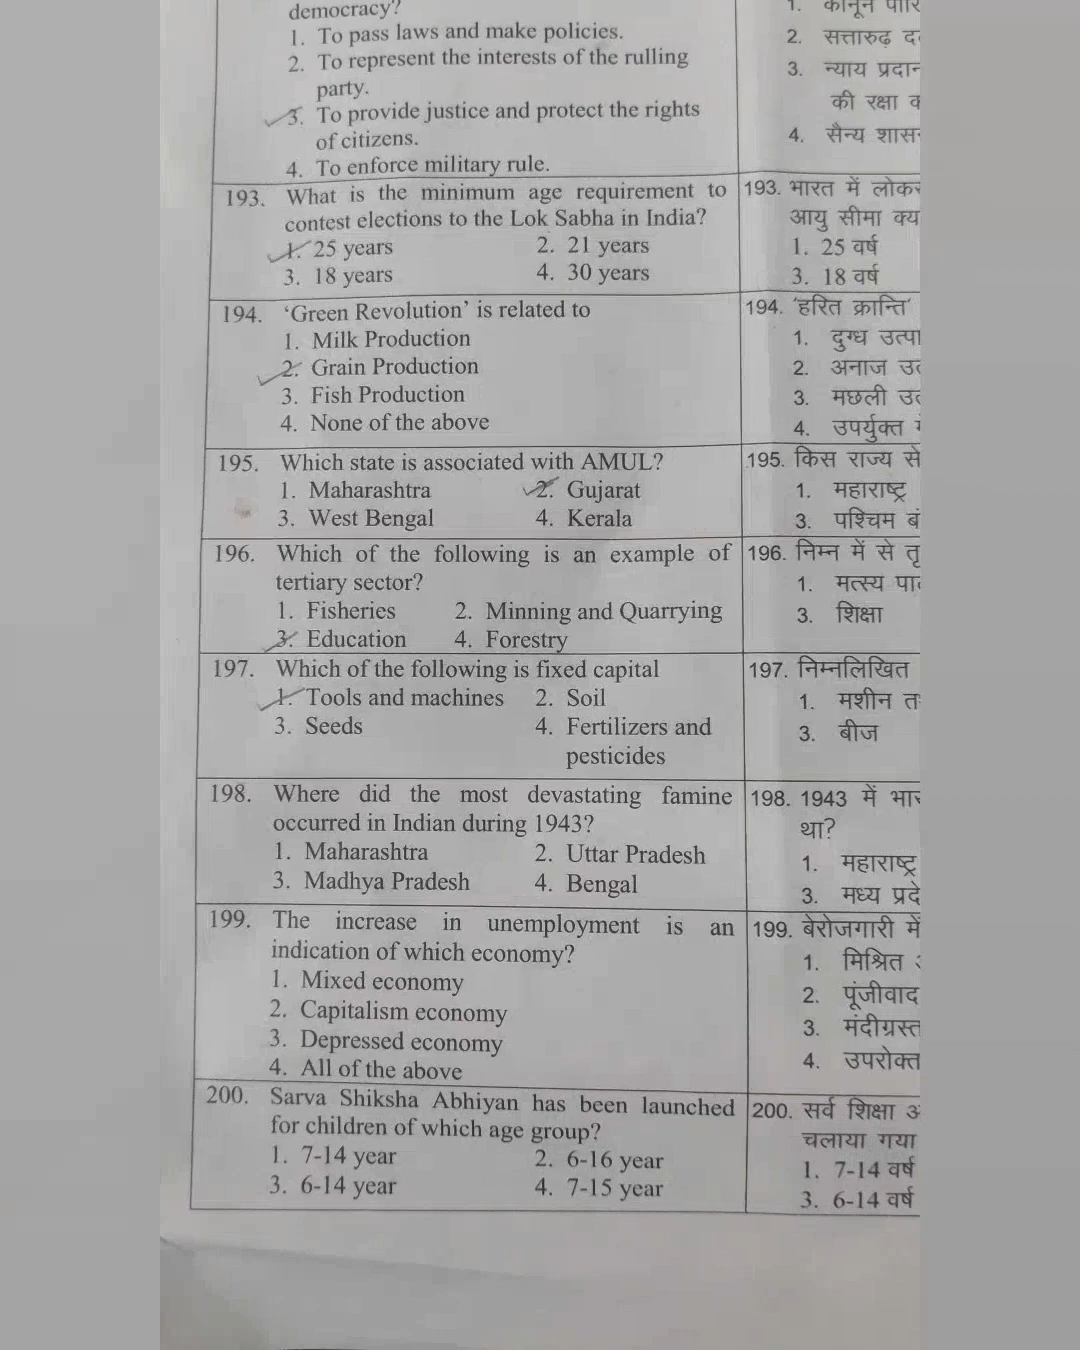 democracy?
1. To pass laws and make policies.
2. To represent the interests of the rulling
party.
3. To provide justice and protect the rights
of citizens.
4. To enforce military rule.
193. What is the minimum age requirement to
contest elections to the Lok Sabha in India?
1. 25 years 2. 21 years
3. 18 years 4. 30 years
194. ‘Green Revolution’ is related to
1. Milk Production
2. Grain Production
3. Fish Production
4. None of the above
195. Which state is associated with AMUL?
1. Maharashtra 2. Gujarat
3. West Bengal 4. Kerala
196. Which of the following is an example of
tertiary sector?
1. Fisheries 2. Minning and Quarrying
3. Education 4. Forestry
197. Which of the following is fixed capital
1. Tools and machines 2. Soil
3. Seeds 4. Fertilizers and
pesticides
198. Where did the most devastating famine
occurred in Indian during 1943?
1. Maharashtra 2. Uttar Pradesh
3. Madhya Pradesh 4. Bengal
199. The increase in unemployment is an
indication of which economy?
1. Mixed economy
2. Capitalism economy
3. Depressed economy
4. All of the above
200. Sarva Shiksha Abhiyan has been launched
for children of which age group?
1. 7-14 year 2. 6-16 year
3. 6-14 year 4. 7-15 year
1. कानून
2. सत्तारुढ़
3. न्याय
की रक्षा
4. सैन्य
193. भारत में
आयु सीमा
1. 25 वर्ष
3. 18 वर्ष
194. ‘हरित क्रान्ति’
1. दुग्ध
2. अनाज
3. मछली
4. उपर्युक्त
195. किस राज्य से
1. महाराष्ट्र
3. पश्चिम
196. निम्न में से
1. मत्स्य
3. शिक्षा
197. निम्नलिखित
1. मशीन
3. बीज
198. 1943 में
था?
1. महाराष्ट्र
3. मध्य
199. बेरोजगारी में
1. मिश्रित
2. पूंजीवाद
3. मंदीग्रस्त
4. उपरोक्त
200. सर्व शिक्षा
चलाया गया
1. 7-14 वर्ष
3. 6-14 वर्ष